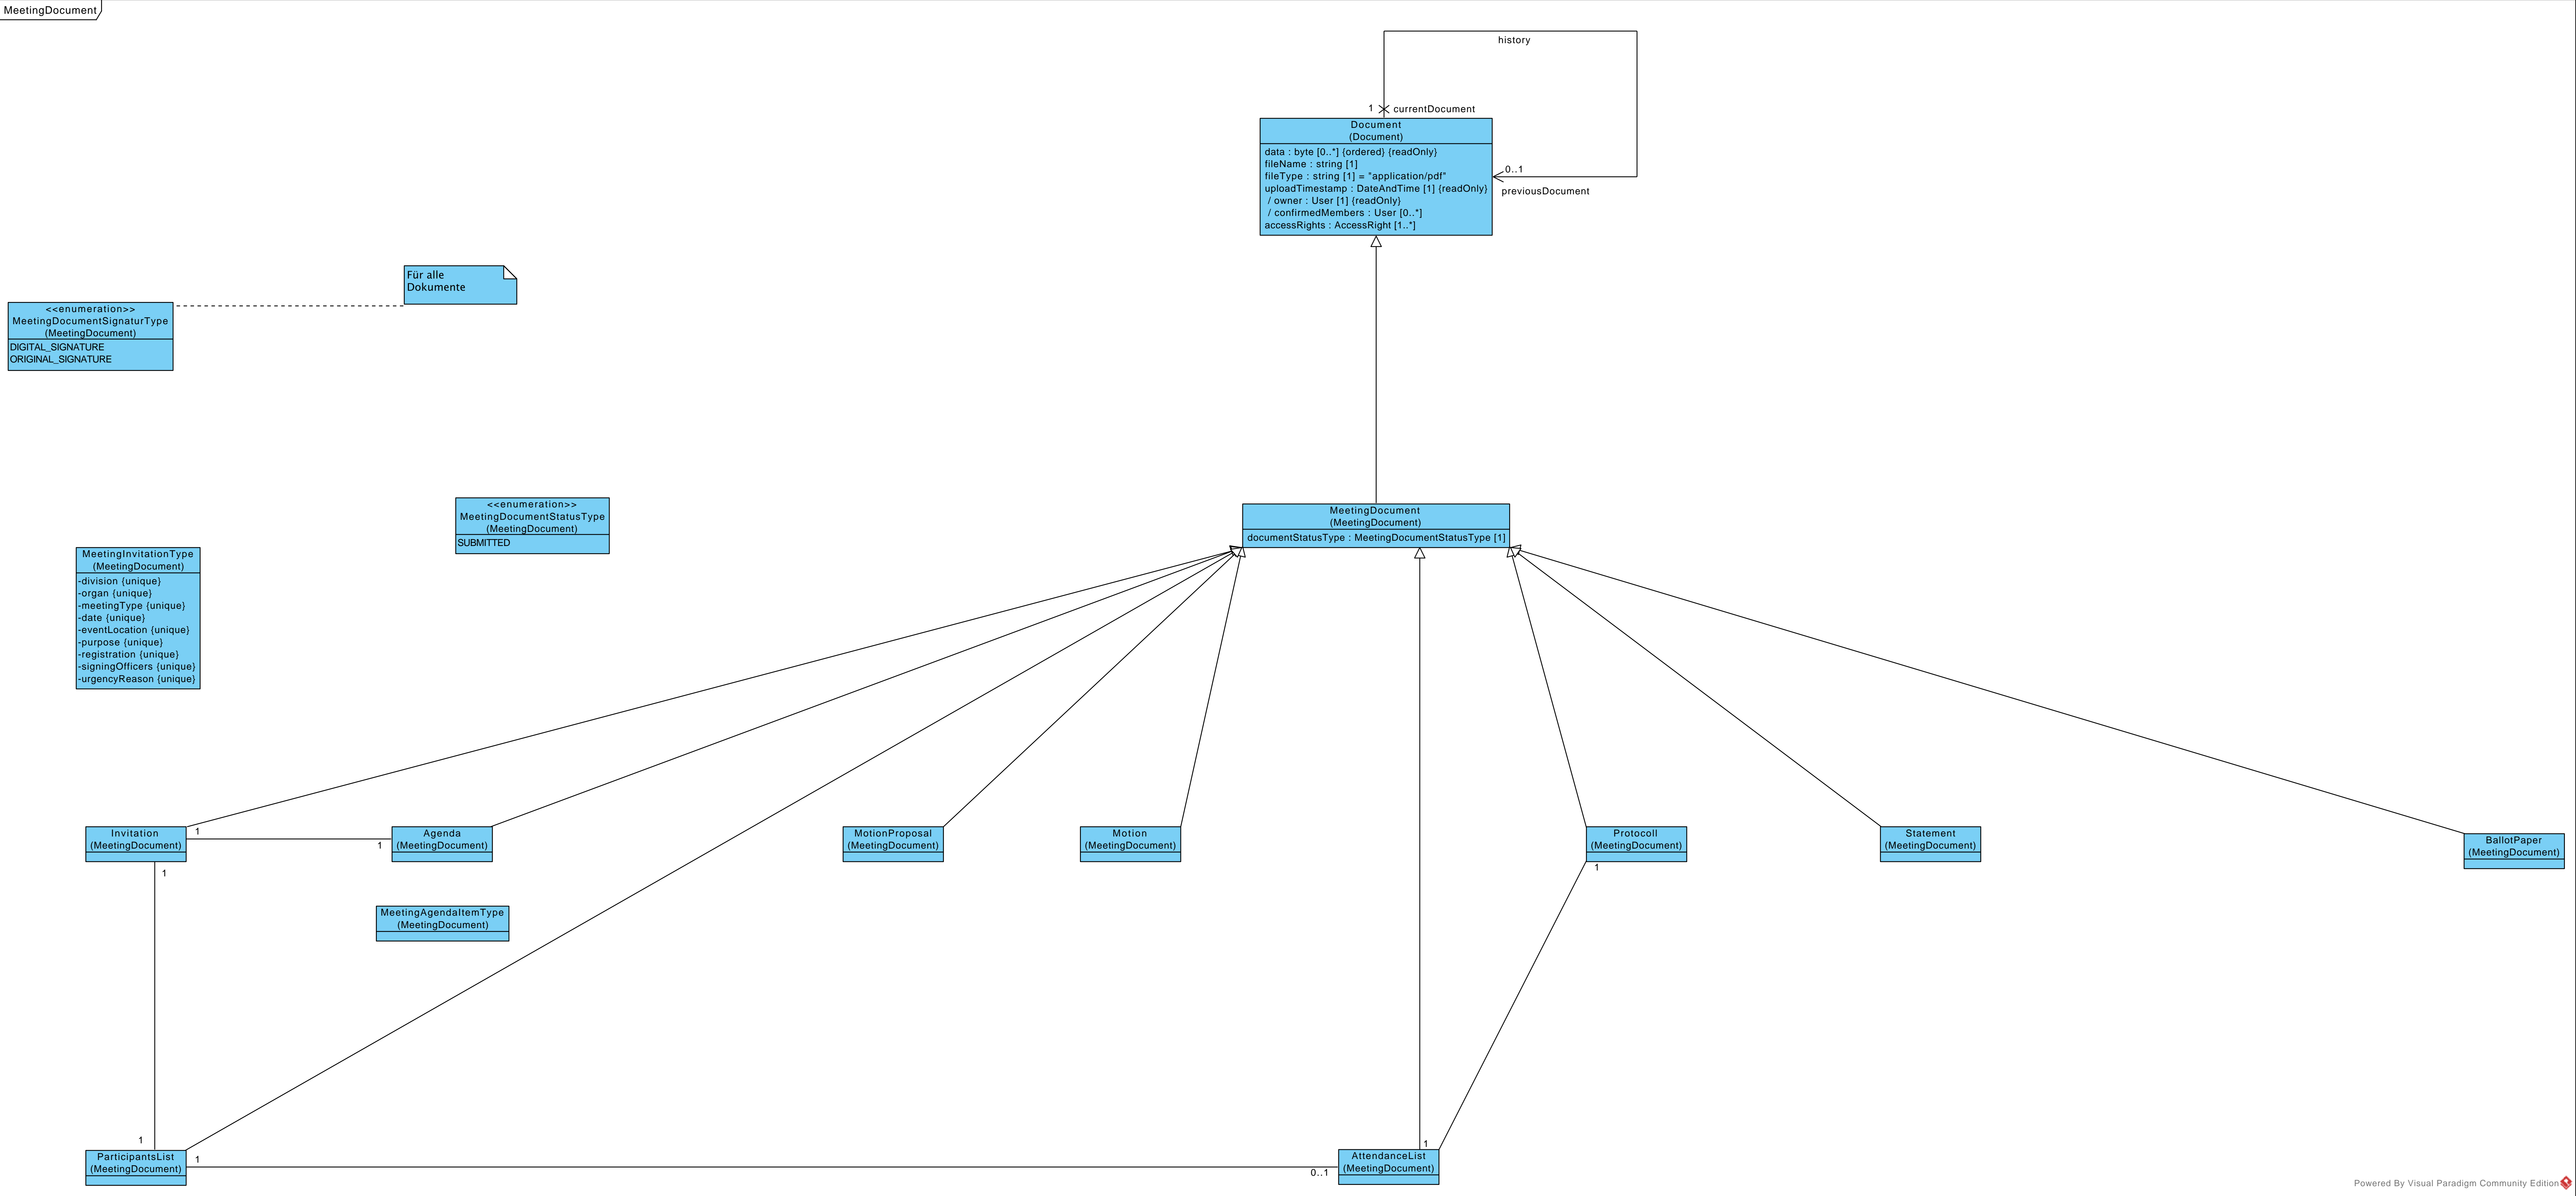 MeetingDocument
history
1
currentDocument
Document
(Document)
data : byte [0..*] {ordered} {readOnly}
fileName : string [1]
fileType : string [1] = "application/pdf"
uploadTimestamp : DateAndTime [1] {readOnly}
/ owner : User [1] {readOnly}
/ confirmedMembers : User [0..*]
accessRights : AccessRight [1..*]
0..1
previousDocument
Für alle
Dokumente
<<enumeration>>
MeetingDocumentSignaturType
(MeetingDocument)
DIGITAL_SIGNATURE
ORIGINAL_SIGNATURE
<<enumeration>>
MeetingDocumentStatusType
(MeetingDocument)
SUBMITTED
MeetingDocument
(MeetingDocument)
documentStatusType : MeetingDocumentStatusType [1]
MeetingInvitationType
(MeetingDocument)
-division {unique}
-organ {unique}
-meetingType {unique}
-date {unique}
-eventLocation {unique}
-purpose {unique}
-registration {unique}
-signingOfficers {unique}
-urgencyReason {unique}
Invitation
(MeetingDocument)
1
1
Agenda
(MeetingDocument)
MotionProposal
(MeetingDocument)
Motion
(MeetingDocument)
Protocoll
(MeetingDocument)
Statement
(MeetingDocument)
BallotPaper
(MeetingDocument)
1
1
MeetingAgendaItemType
(MeetingDocument)
1
1
ParticipantsList
(MeetingDocument)
1
0..1
AttendanceList
(MeetingDocument)
Powered By Visual Paradigm Community Edition